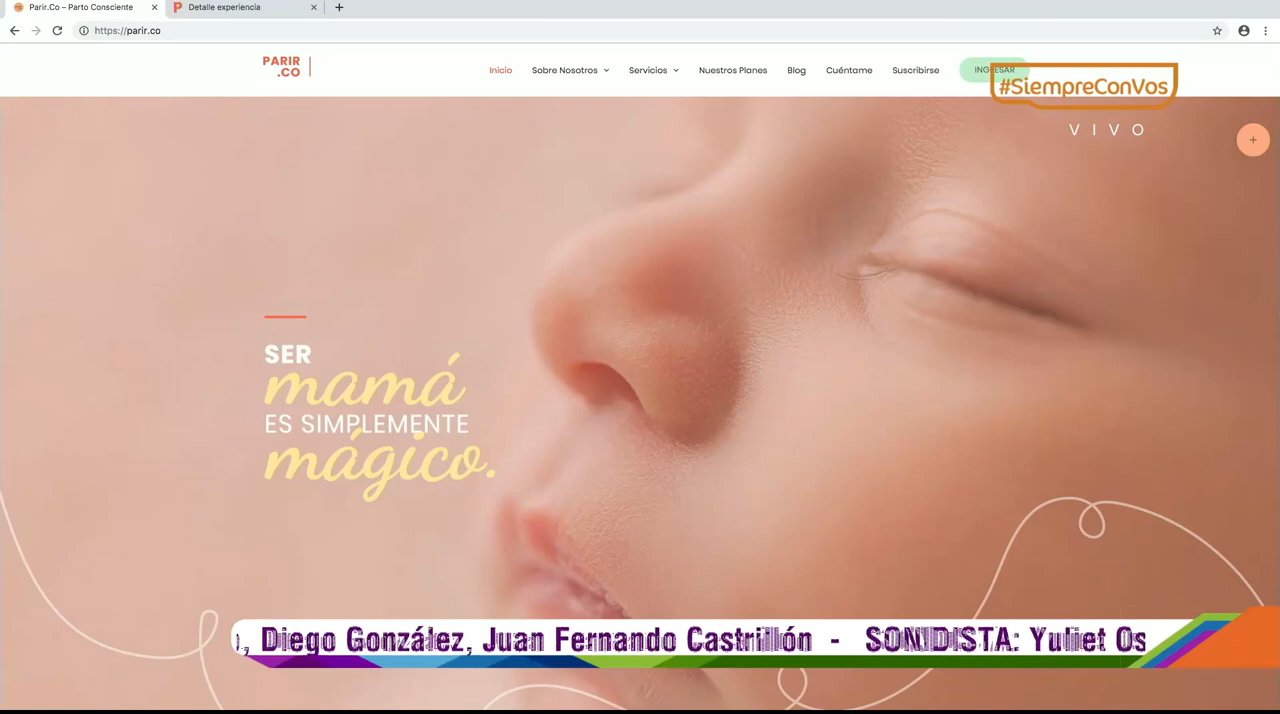 Parir.Co – Parto Consciente
Detalle experiencia
https://parir.co
PARIR
.CO
Inicio
Sobre Nosotros
Servicios
Nuestros Planes
Blog
Cuéntame
Suscribirse
INGRESAR
#SiempreConVos
VIVO
SER
mamá
ES SIMPLEMENTE
mágico.
, Diego González, Juan Fernando Castrillón - SONIDISTA: Yuliet Os